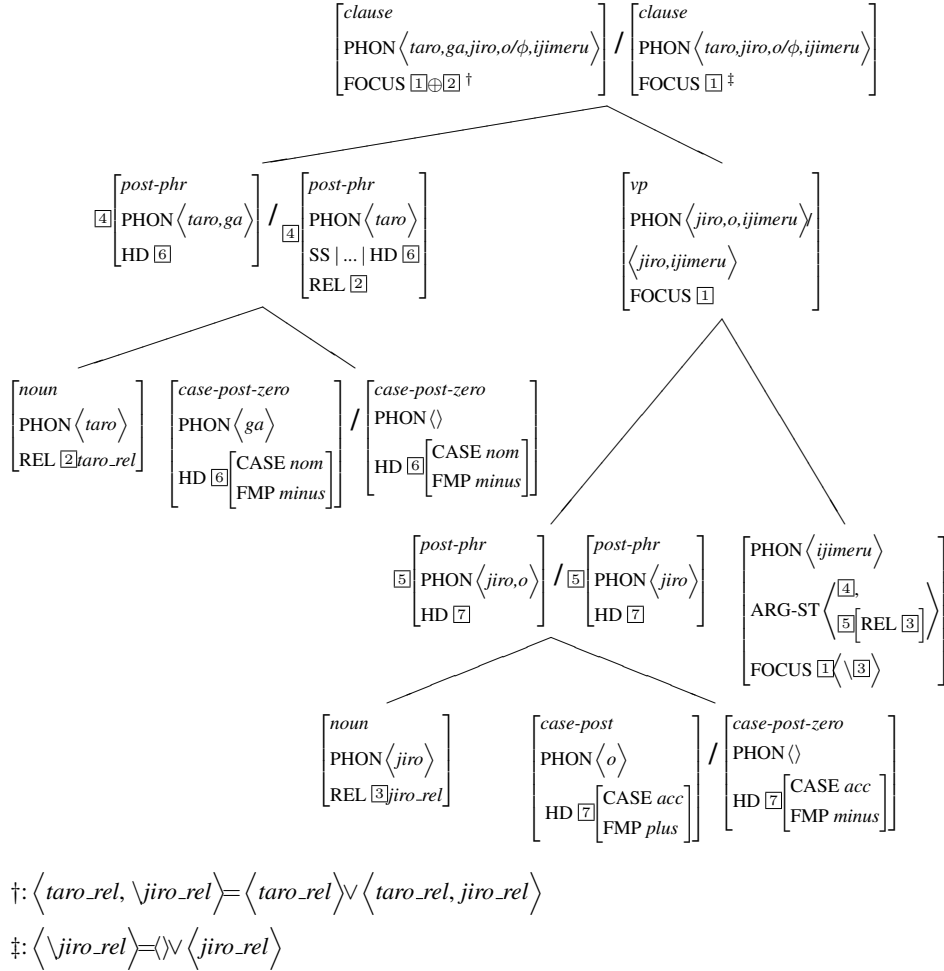 clause / clause
PHON⟨taro,ga,jiro,o/ϕ,ijimeru⟩ PHON⟨taro,jiro,o/ϕ,ijimeru⟩
FOCUS [1]⊕[2] † FOCUS [1] ‡
post-phr / post-phr
[4] PHON⟨taro,ga⟩ [4] PHON⟨taro⟩
HD [6] SS | ... | HD [6]
REL [2]
vp
PHON⟨jiro,o,ijimeru⟩/
⟨jiro,ijimeru⟩
FOCUS [1]
noun
PHON⟨taro⟩
REL [2]taro_rel
case-post-zero / case-post-zero
PHON⟨ga⟩ PHON⟨⟩
HD [6] CASE nom HD [6] CASE nom
FMP minus FMP minus
post-phr / post-phr
[5] PHON⟨jiro,o⟩ [5] PHON⟨jiro⟩
HD [7] HD [7]
PHON⟨ijimeru⟩
ARG-ST⟨[4],
[5][REL [3]]⟩
FOCUS [1]⟨\[3]⟩
noun
PHON⟨jiro⟩
REL [3]jiro_rel
case-post / case-post-zero
PHON⟨o⟩ PHON⟨⟩
HD [7] CASE acc HD [7] CASE acc
FMP plus FMP minus
†: ⟨taro_rel, \jiro_rel⟩=⟨taro_rel⟩∨⟨taro_rel, jiro_rel⟩
‡: ⟨\jiro_rel⟩=⟨⟩∨⟨jiro_rel⟩